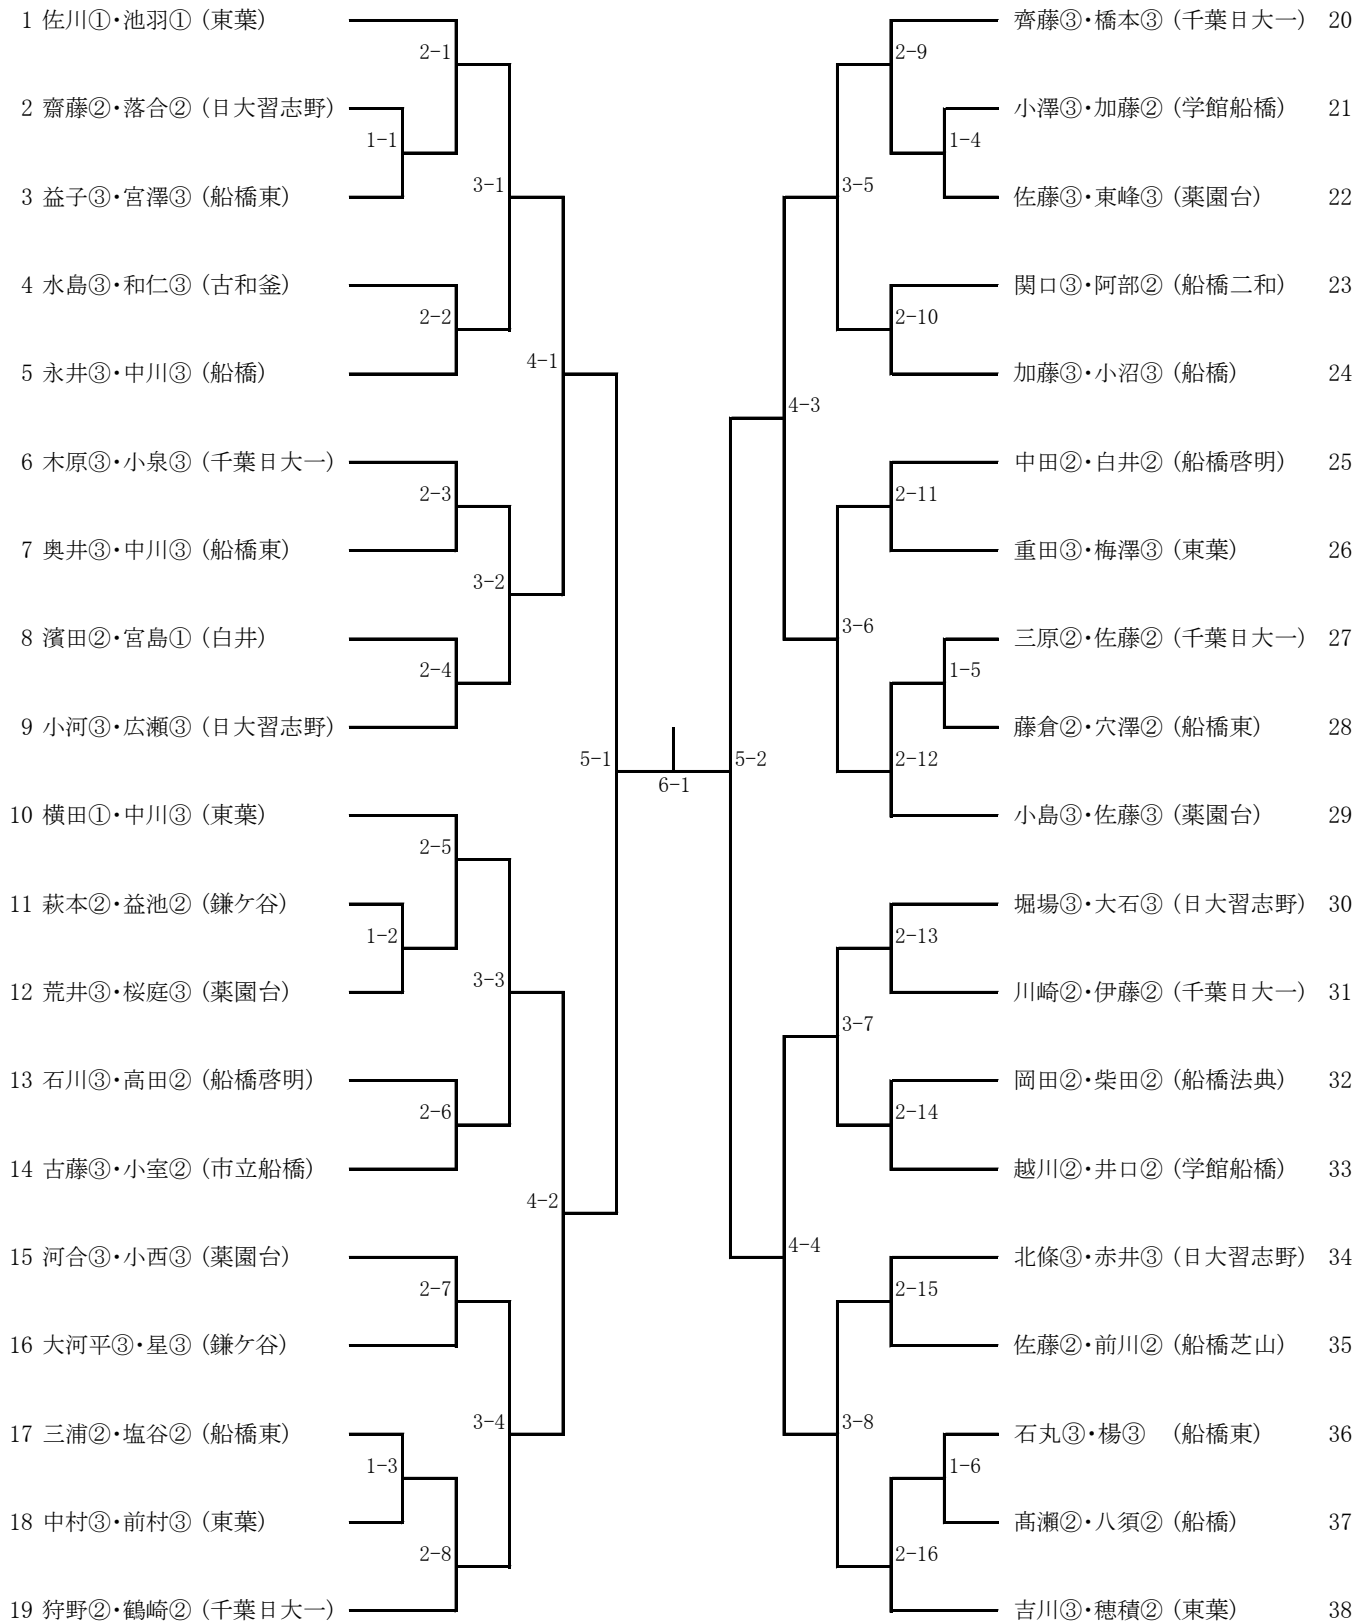 1 佐川①・池羽① (東葉)
2-1
2 齋藤②・落合② (日大習志野)
1-1
3 益子③・宮澤③ (船橋東)
3-1
4 水島③・和仁③ (古和釜)
2-2
5 永井③・中川③ (船橋)
4-1
6 木原③・小泉③ (千葉日大一)
2-3
7 奥井③・中川③ (船橋東)
3-2
8 濱田②・宮島① (白井)
2-4
9 小河③・広瀬③ (日大習志野)
5-1
10 横田①・中川③ (東葉)
2-5
11 萩本②・益池② (鎌ケ谷)
1-2
12 荒井③・桜庭③ (薬園台)
3-3
13 石川③・高田② (船橋啓明)
2-6
14 古藤③・小室② (市立船橋)
4-2
15 河合③・小西③ (薬園台)
2-7
16 大河平③・星③ (鎌ケ谷)
3-4
17 三浦②・塩谷② (船橋東)
1-3
18 中村③・前村③ (東葉)
2-8
19 狩野②・鶴崎② (千葉日大一)
6-1
齊藤③・橋本③ (千葉日大一) 20
2-9
小澤③・加藤② (学館船橋) 21
1-4
佐藤③・東峰③ (薬園台) 22
3-5
関口③・阿部② (船橋二和) 23
2-10
加藤③・小沼③ (船橋) 24
4-3
中田②・白井② (船橋啓明) 25
2-11
重田③・梅澤③ (東葉) 26
3-6
三原②・佐藤② (千葉日大一) 27
1-5
藤倉②・穴澤② (船橋東) 28
2-12
5-2
小島③・佐藤③ (薬園台) 29
堀場③・大石③ (日大習志野) 30
2-13
川崎②・伊藤② (千葉日大一) 31
3-7
岡田②・柴田② (船橋法典) 32
2-14
越川②・井口② (学館船橋) 33
4-4
北條③・赤井③ (日大習志野) 34
2-15
佐藤②・前川② (船橋芝山) 35
3-8
石丸③・楊③ (船橋東) 36
1-6
髙瀬②・八須② (船橋) 37
2-16
吉川③・穂積② (東葉) 38